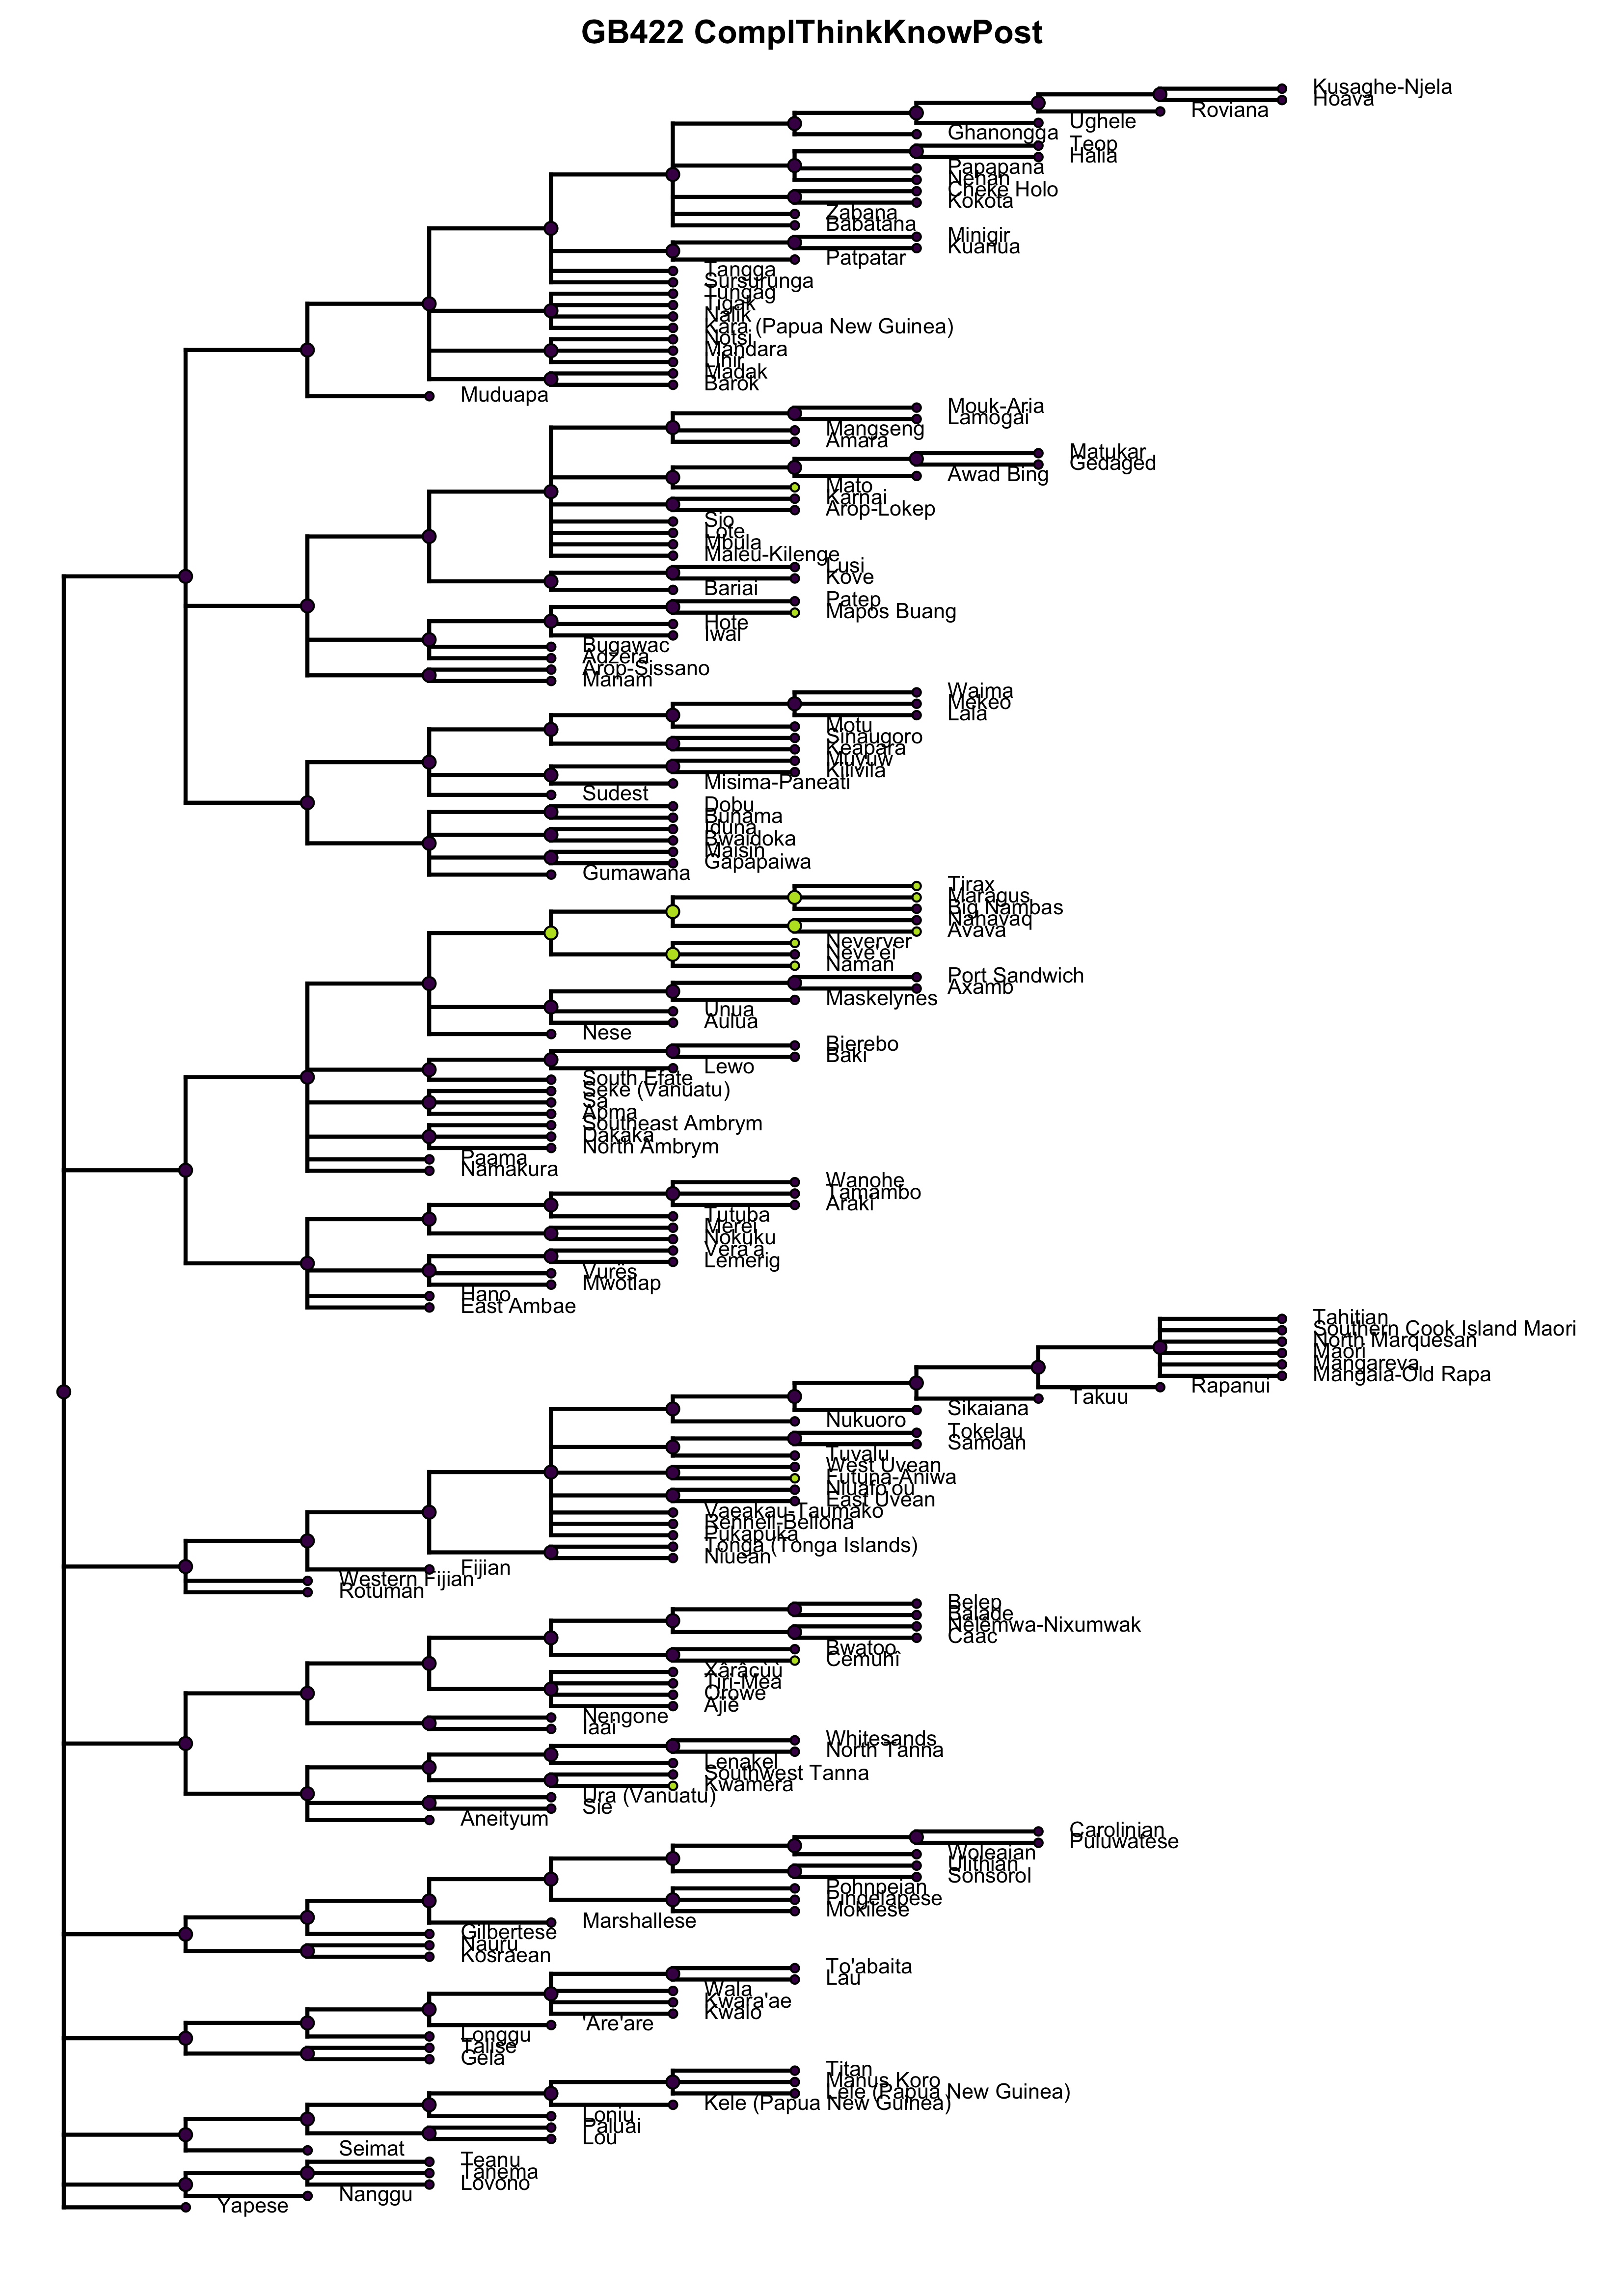 GB422 ComplThinkKnowPost
Kusaghe-Njela
Hoava
Roviana
Ughele
Ghanongga
Teop
Halia
Papapana
Nehan
Cheke Holo
Kokota
Zabana
Babatana
Minigir
Kuanua
Patpatar
Tangga
Sursurunga
Tungag
Tigak
Nalik
Kara (Papua New Guinea)
Notsi
Mandara
Lihir
Madak
Barok
Muduapa
Mouk-Aria
Lamogai
Mangseng
Amara
Matukar
Gedaged
Awad Bing
Mato
Karnai
Arop-Lokep
Sio
Lote
Mbula
Maleu-Kilenge
Lusi
Kove
Bariai
Patep
Mapos Buang
Hote
Iwal
Bugawac
Adzera
Arop-Sissano
Manam
Waima
Mekeo
Lala
Motu
Sinaugoro
Keapara
Muyuw
Kilivila
Misima-Paneati
Sudest
Dobu
Bunama
Iduna
Bwaidoka
Maisin
Gapapaiwa
Gumawana
Tirax
Maragus
Big Nambas
Nahavaq
Avava
Neverver
Neve'ei
Naman
Port Sandwich
Axamb
Maskelynes
Unua
Aulua
Nese
Bierebo
Baki
Lewo
South Efate
Seke (Vanuatu)
Sa
Apma
Southeast Ambrym
Dakaka
North Ambrym
Paama
Namakura
Wanohe
Tamambo
Araki
Tutuba
Merei
Nokuku
Vera'a
Lemerig
Vurës
Mwotlap
Hano
East Ambae
Tahitian
Southern Cook Island Maori
North Marquesan
Maori
Mangareva
Mangaia-Old Rapa
Rapanui
Takuu
Sikaiana
Nukuoro
Tokelau
Samoan
Tuvalu
West Uvean
Futuna-Aniwa
Niuafo'ou
East Uvean
Vaeakau-Taumako
Rennell-Bellona
Pukapuka
Tonga (Tonga Islands)
Niuean
Fijian
Western Fijian
Rotuman
Belep
Balade
Nêlêmwa-Nixumwak
Caac
Bwatoo
Cemuhî
Xârâcùù
Tiri-Mea
Orowe
Ajië
Nengone
Iaai
Whitesands
North Tanna
Lenakel
Southwest Tanna
Kwamera
Ura (Vanuatu)
Sie
Aneityum
Carolinian
Puluwatese
Woleaian
Ulithian
Sonsorol
Pohnpeian
Pingelapese
Mokilese
Marshallese
Gilbertese
Nauru
Kosraean
To'abaita
Lau
Wala
Kwara'ae
Kwaio
'Are'are
Longgu
Talise
Gela
Titan
Manus Koro
Lele (Papua New Guinea)
Kele (Papua New Guinea)
Loniu
Paluai
Lou
Seimat
Teanu
Tanema
Lovono
Nanggu
Yapese